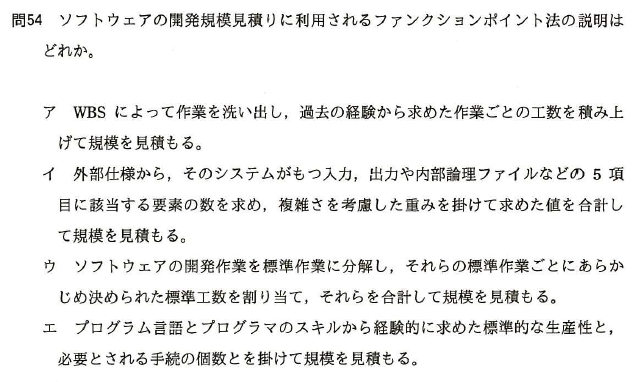 問54 ソフトウェアの開発規模見積りに利用されるファンクションポイント法の説明は
どれか。
ア WBS によって作業を洗い出し，過去の経験から求めた作業ごとの工数を積み上
げて規模を見積もる。
イ 外部仕様から，そのシステムがもつ入力，出力や内部論理ファイルなどの 5 項
目に該当する要素の数を求め，複雑さを考慮した重みを掛けて求めた値を合計し
て規模を見積もる。
ウ ソフトウェアの開発作業を標準作業に分解し，それらの標準作業ごとにあらか
じめ決められた標準工数を割り当て，それらを合計して規模を見積もる。
エ プログラム言語とプログラマのスキルから経験的に求めた標準的な生産性と，
必要とされる手続の個数とを掛けて規模を見積もる。